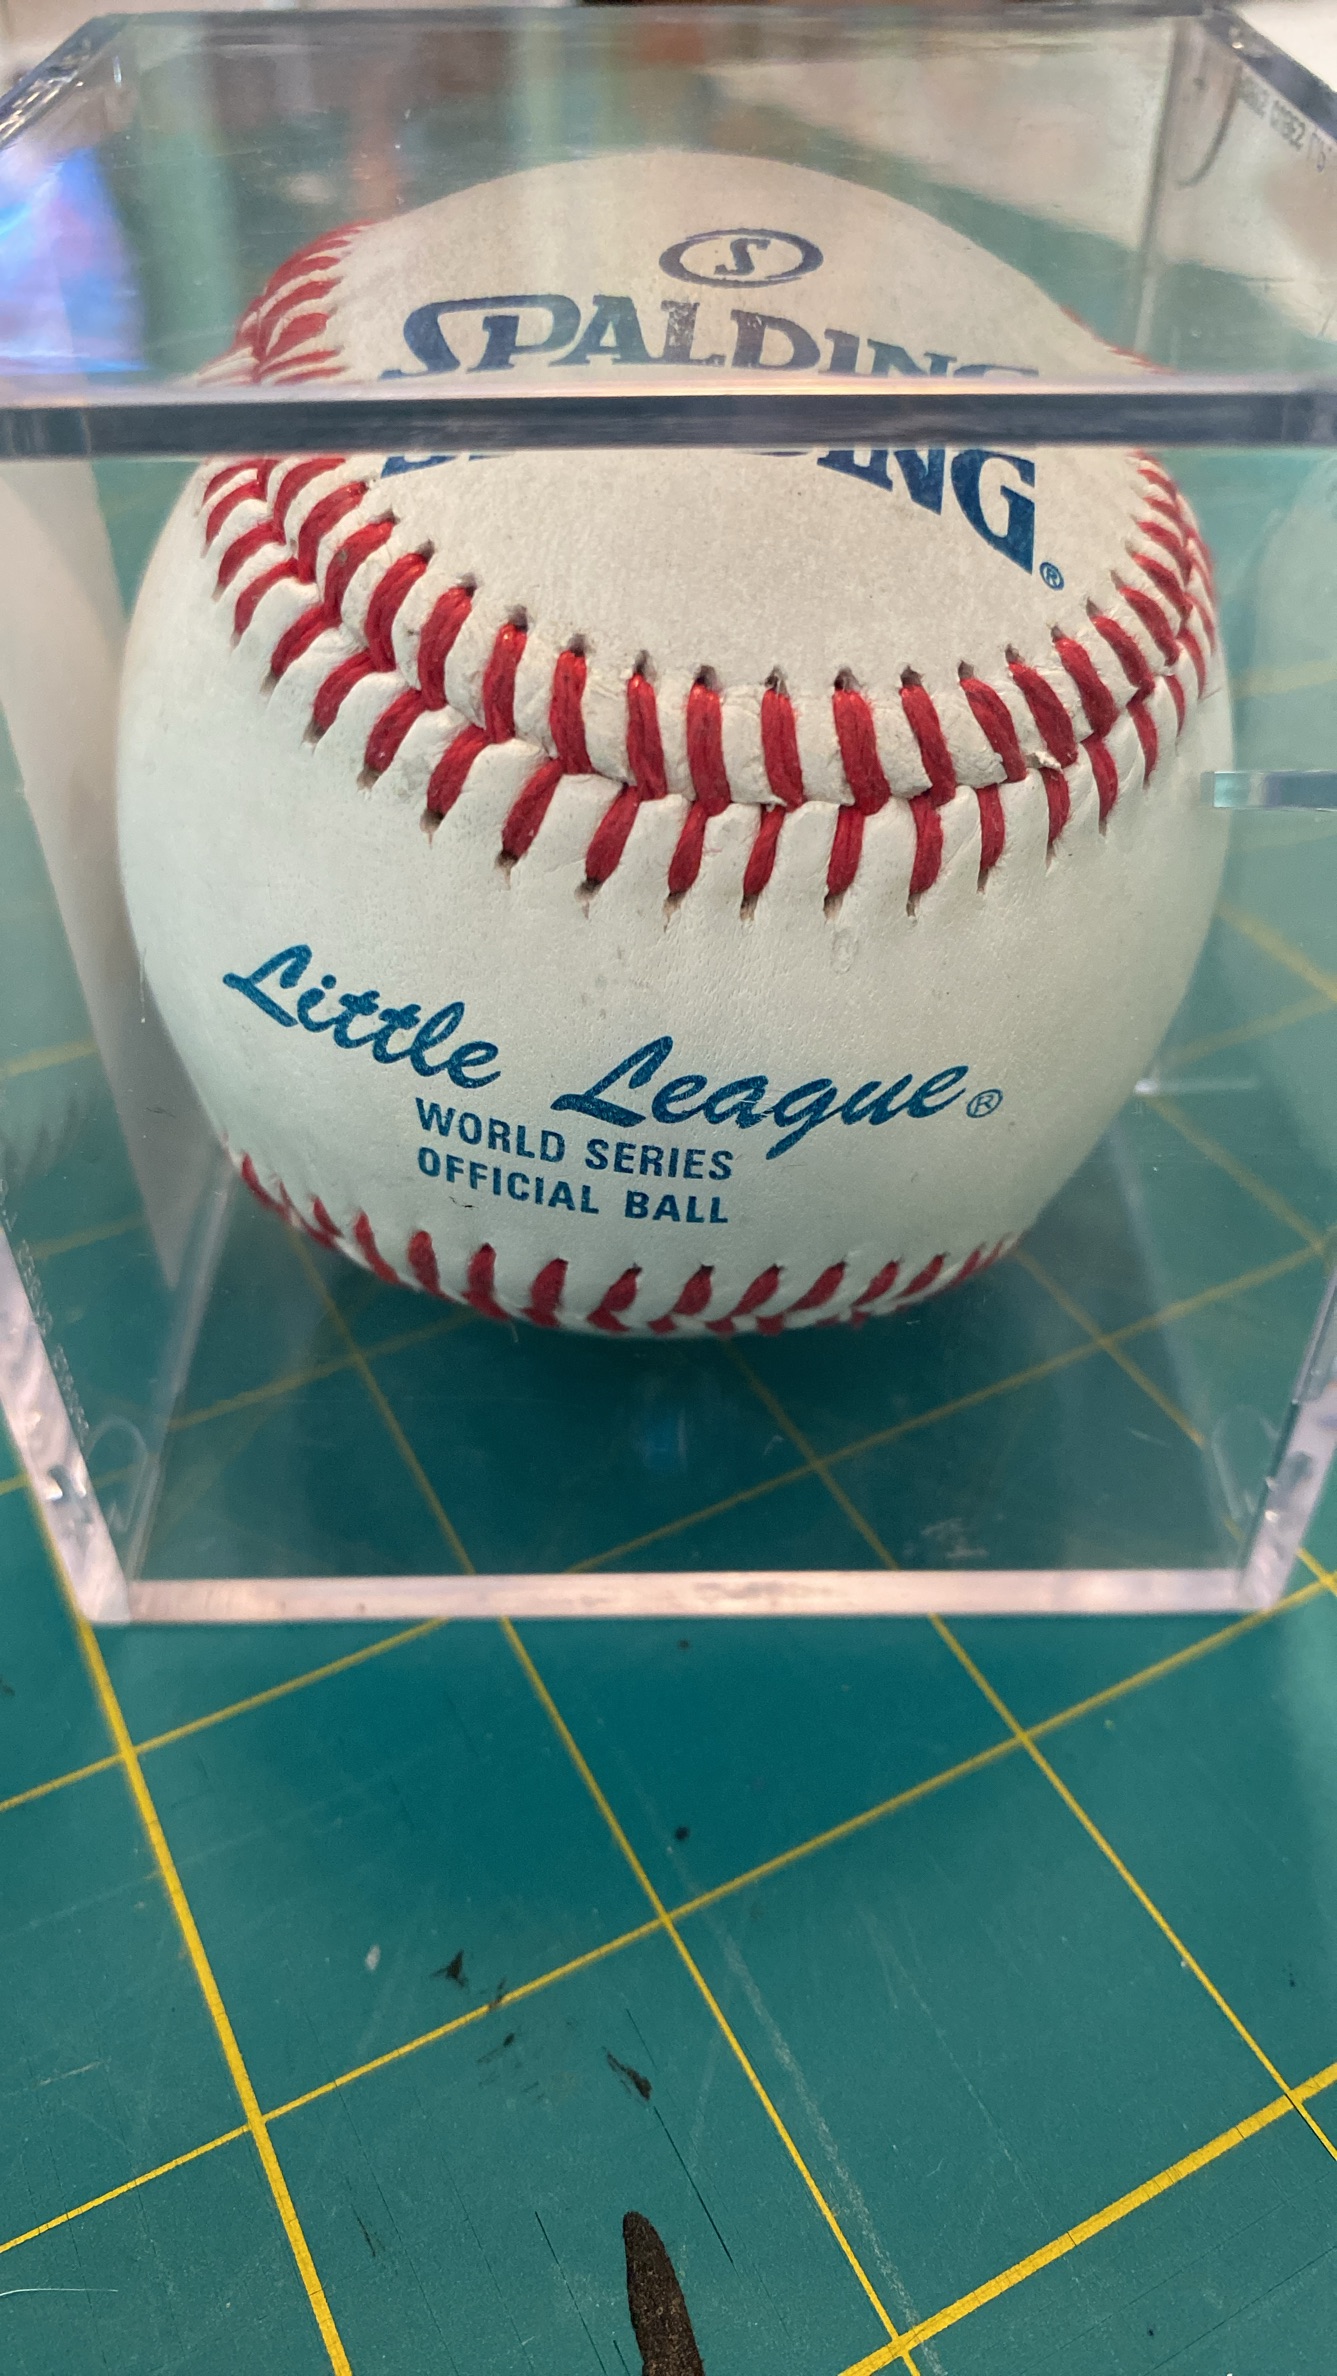 S
SPALDING®
Little League®
WORLD SERIES
OFFICIAL BALL